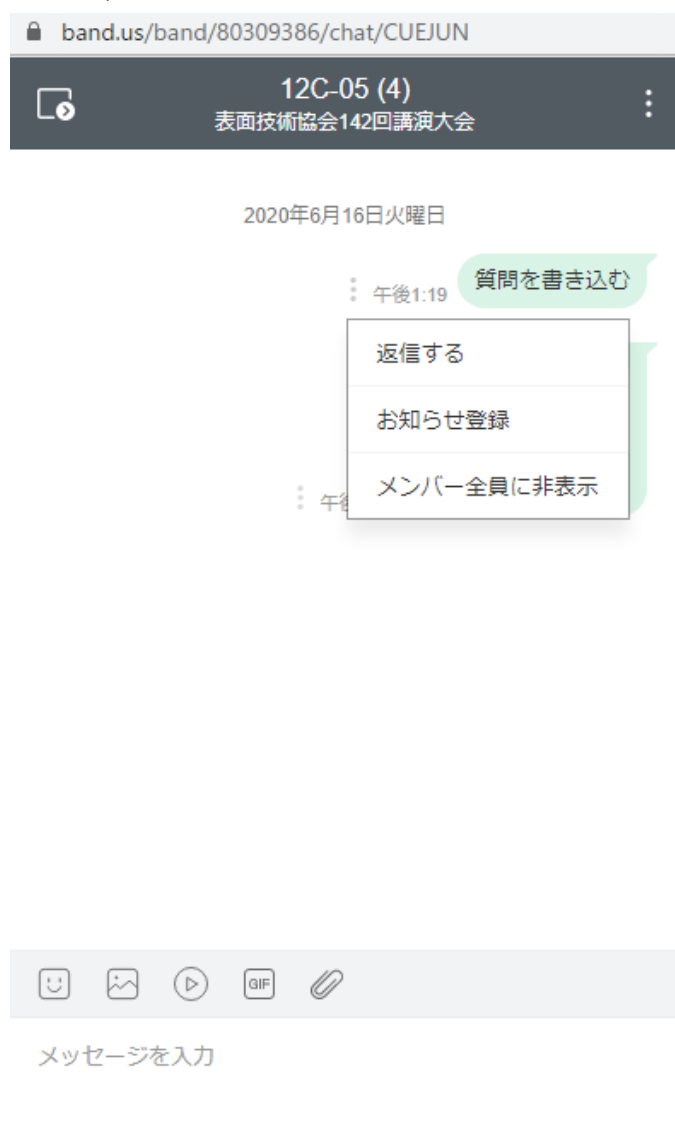 band.us/band/80309386/chat/CUEJUN
12C-05 (4)
表面技術協会142回講演大会
2020年6月16日火曜日
質問を書き込む
午後1:19
返信する
お知らせ登録
メンバー全員に非表示
GIF
メッセージを入力